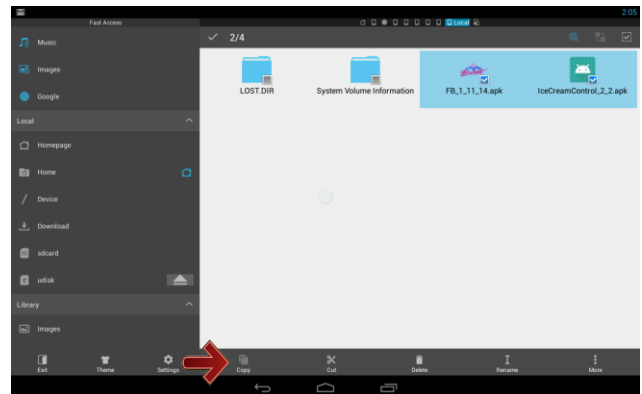 2:05
Fast Access
Local
Music
2/4
Images
Google
LOST.DIR
System Volume Information
FB_1_11_14.apk
IceCreamControl_2_2.apk
Local
Homepage
Home
Device
Download
sdcard
udisk
Library
Images
Exit
Theme
Settings
Copy
Cut
Delete
Rename
More